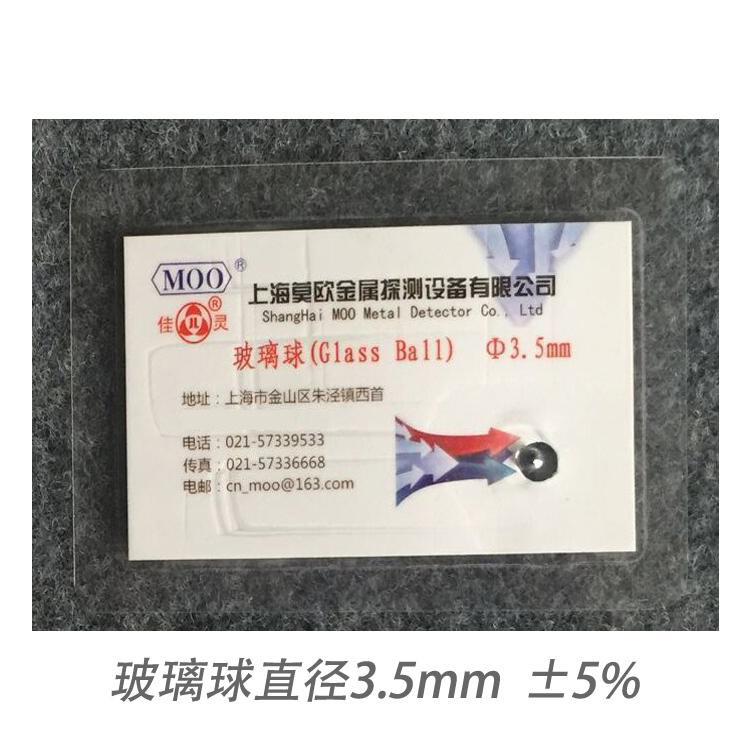 MOO®
佳 JL® 灵
上海莫欧金属探测设备有限公司
ShangHai MOO Metal Detector Co., Ltd
玻璃球(Glass Ball) Φ3.5mm
地址：上海市金山区朱泾镇西首
电话：021-57339533
传真：021-57336668
电邮：cn_moo@163.com
玻璃球直径3.5mm ±5%